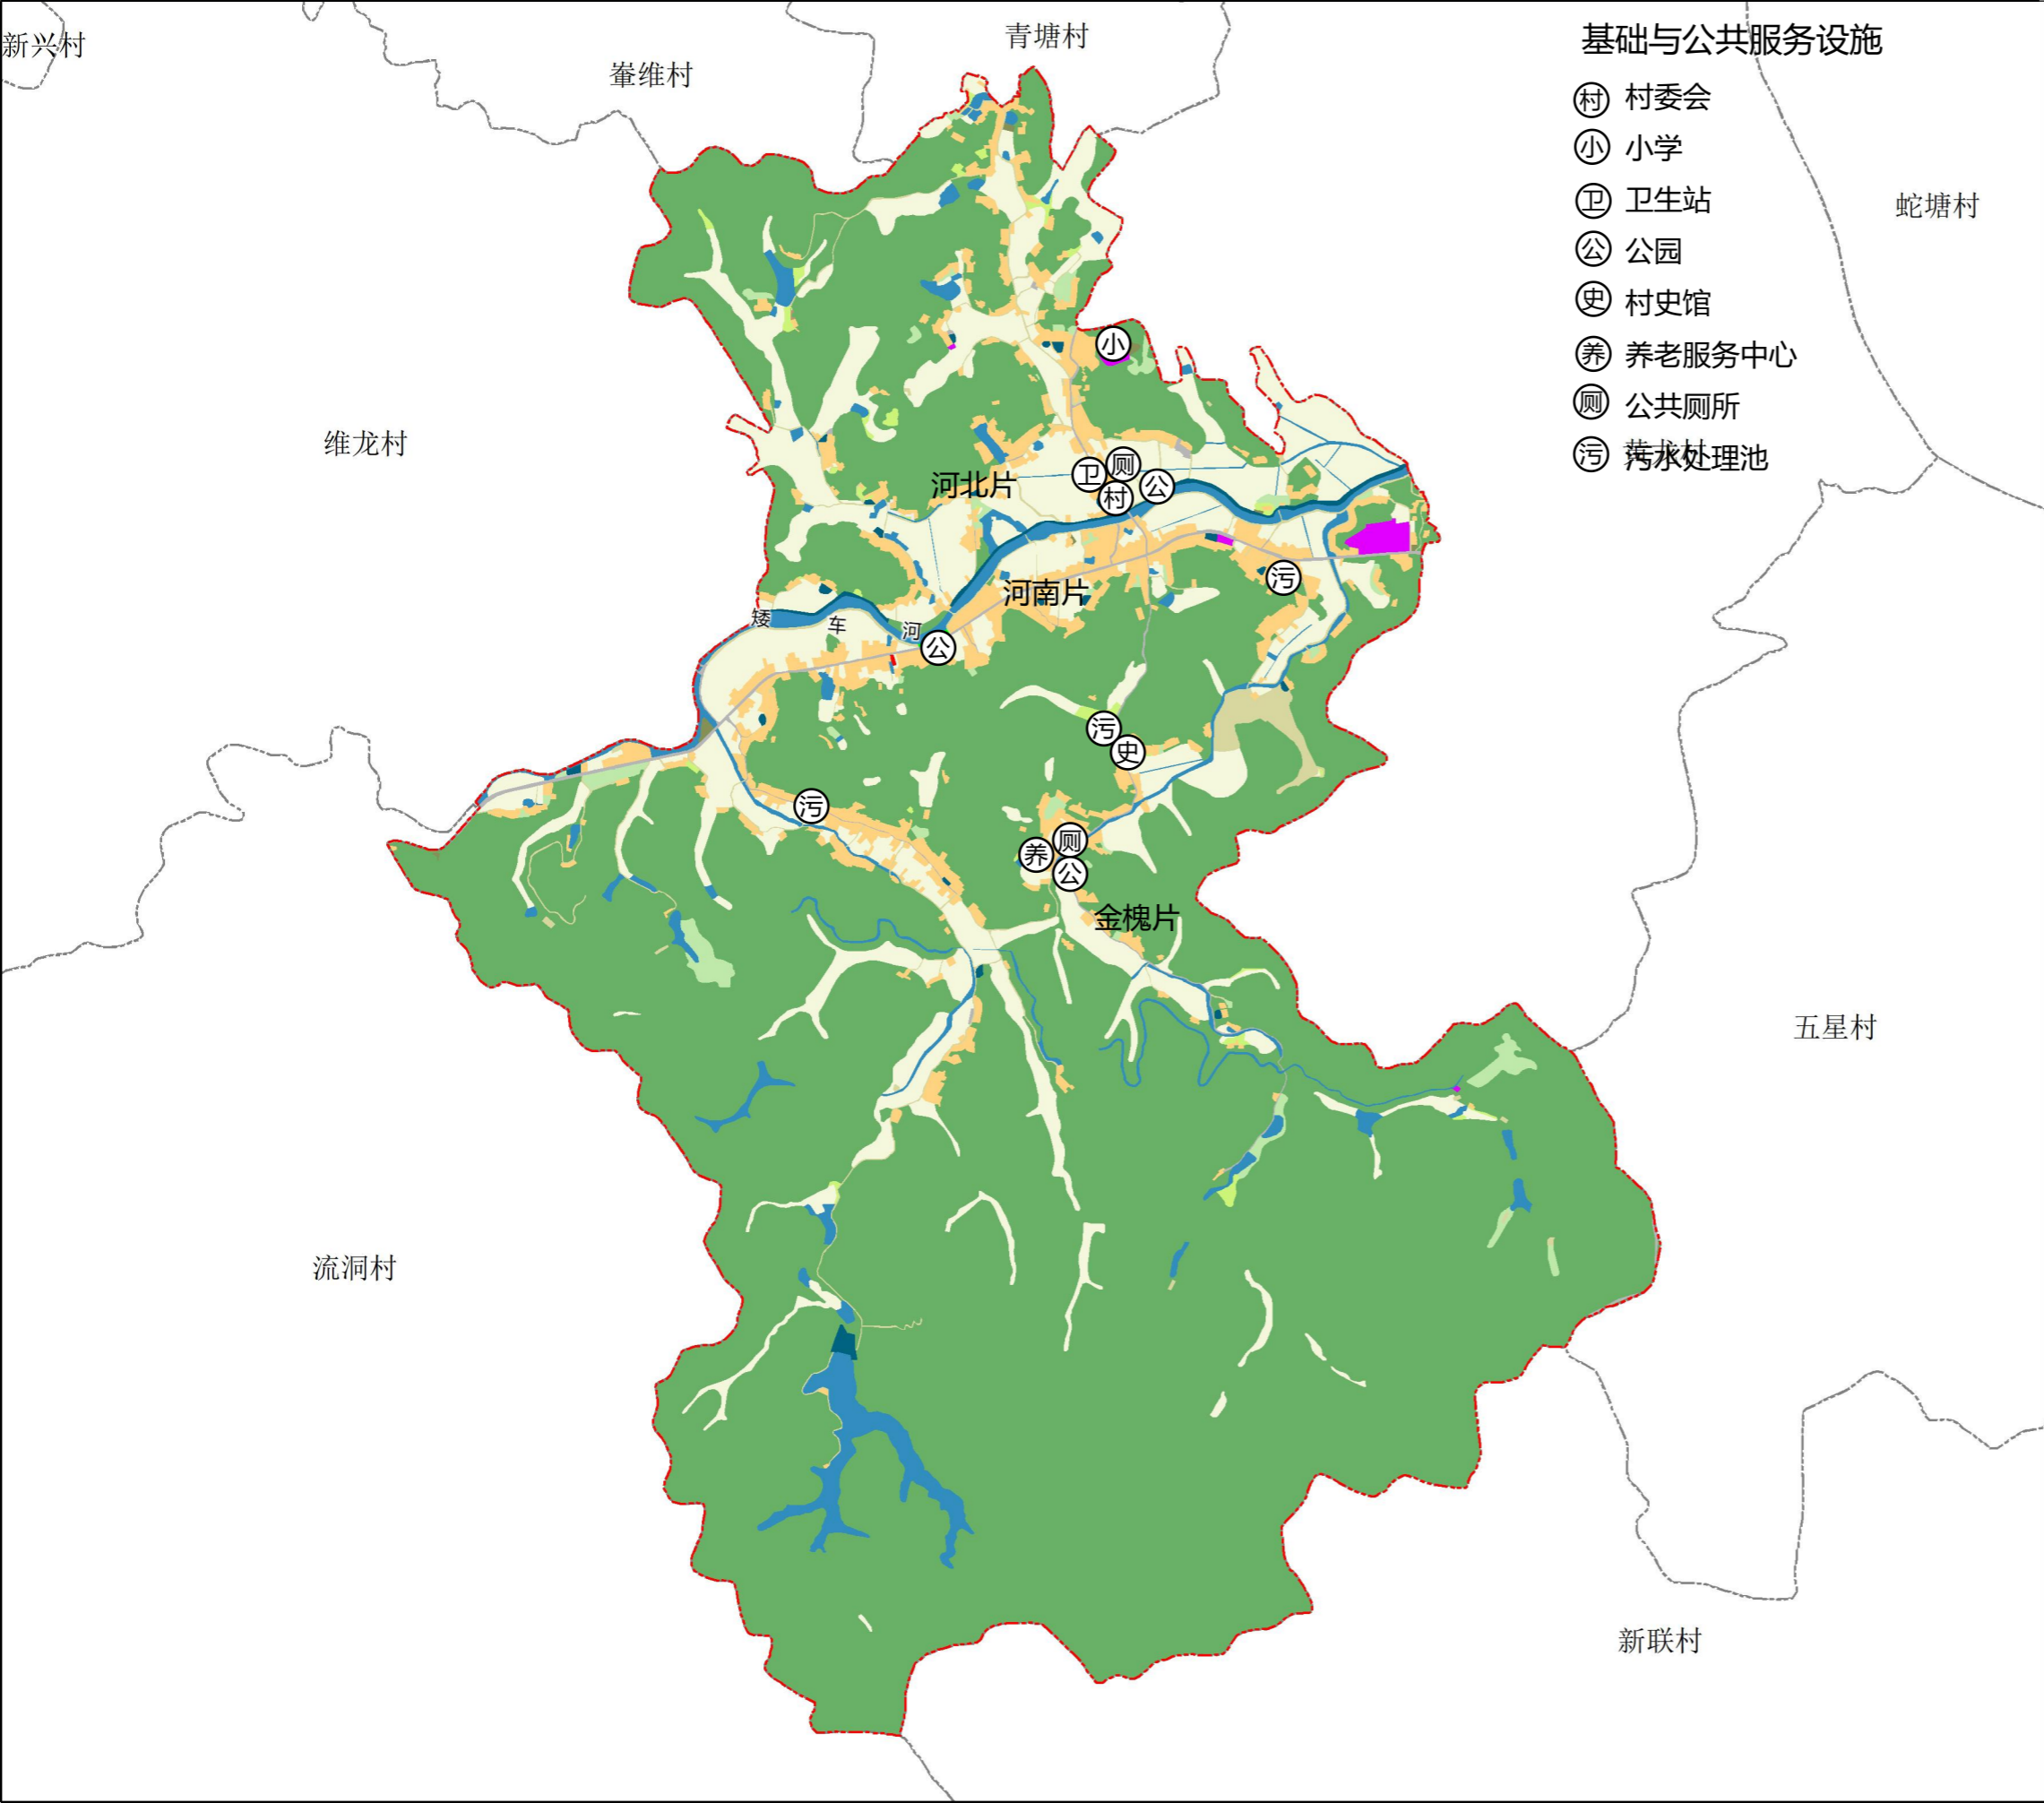 青塘村
新兴村
辇维村
基础与公共服务设施
村 村委会
小 小学
卫 卫生站
公 公园
史 村史馆
养 养老服务中心
厕 公共厕所
污 污水处理池
蛇塘村
小
维龙村
厕
卫
公
河北片
村
污
河南片
矮车河
公
污
史
污
厕
养
公
金槐片
五星村
流洞村
新联村